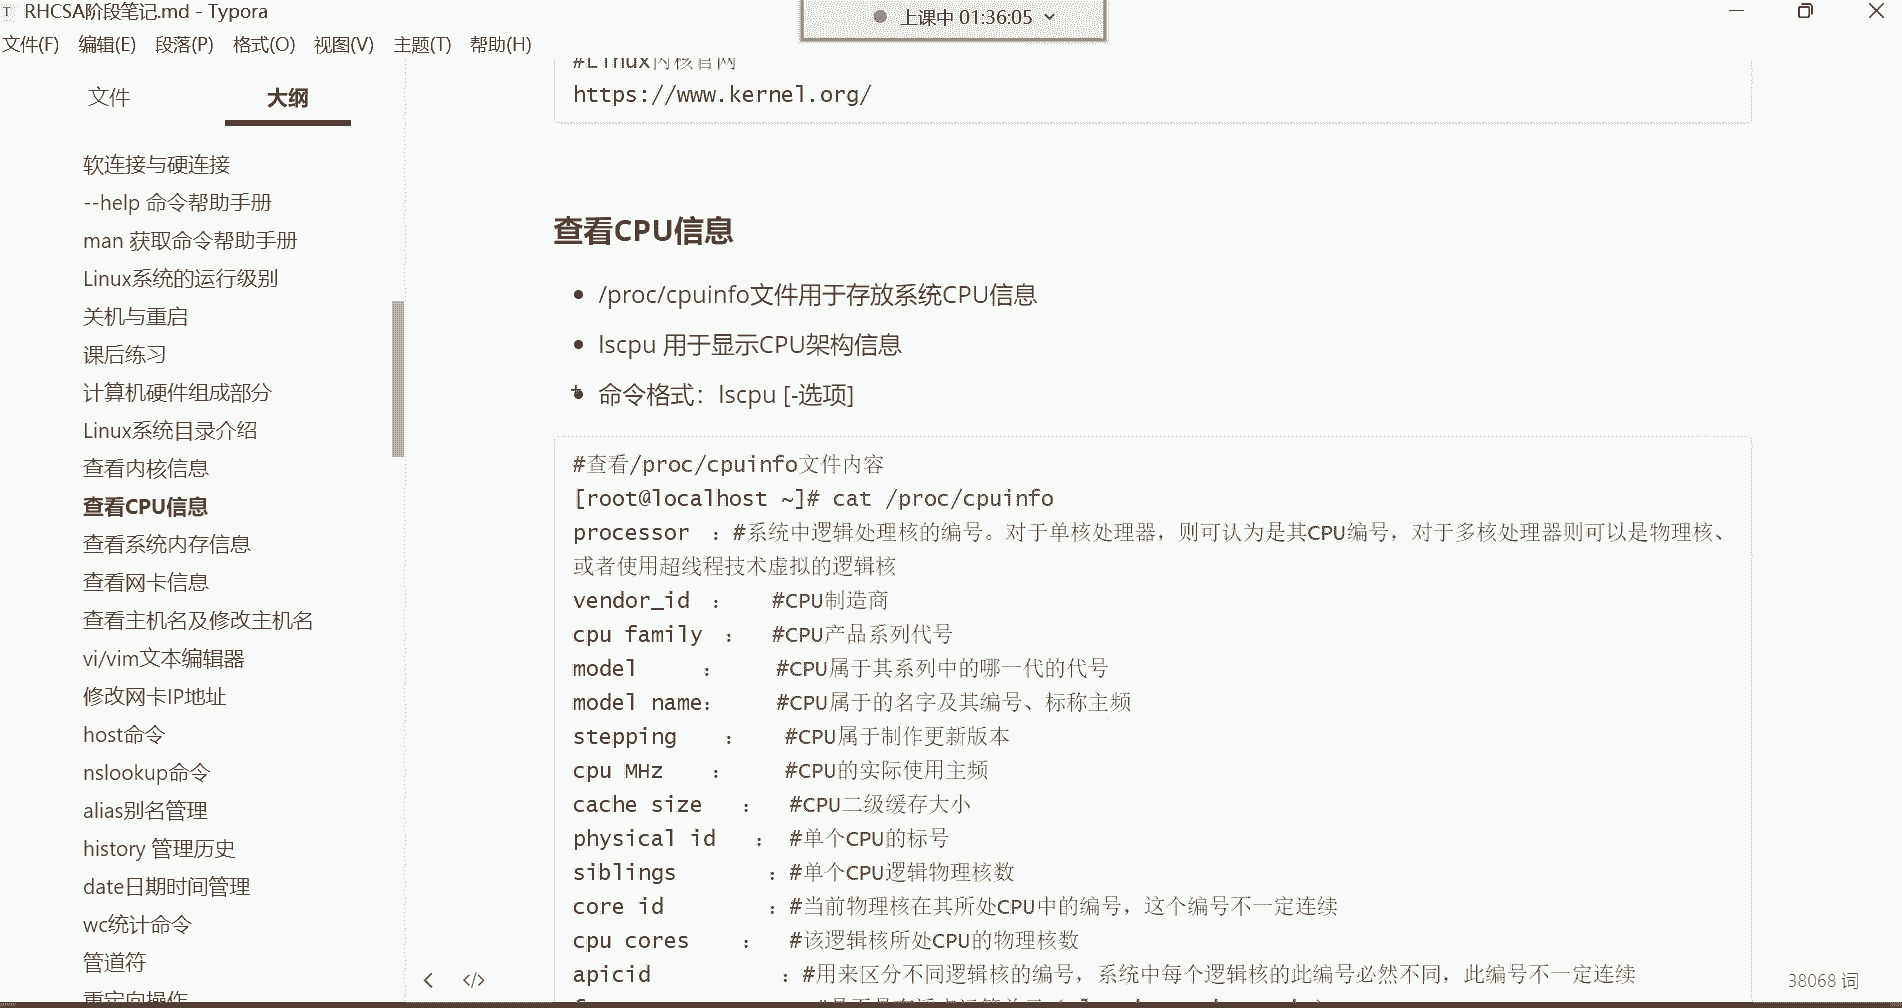 RHCSA阶段笔记.md - Typora
上课中 01:36:05
文件(F) 编辑(E) 段落(P) 格式(O) 视图(V) 主题(T) 帮助(H)
文件 大纲
软连接与硬连接
--help 命令帮助手册
man 获取命令帮助手册
Linux系统的运行级别
关机与重启
课后练习
计算机硬件组成部分
Linux系统目录介绍
查看内核信息
查看CPU信息
查看系统内存信息
查看网卡信息
查看主机名及修改主机名
vi/vim文本编辑器
修改网卡IP地址
host命令
nslookup命令
alias别名管理
history 管理历史
date日期时间管理
wc统计命令
管道符
重定向操作
#Linux内核官网
https://www.kernel.org/
查看CPU信息
/proc/cpuinfo文件用于存放系统CPU信息
lscpu 用于显示CPU架构信息
命令格式：lscpu [-选项]
#查看/proc/cpuinfo文件内容
[root@localhost ~]# cat /proc/cpuinfo
processor ：#系统中逻辑处理核的编号。对于单核处理器，则可认为是其CPU编号，对于多核处理器则可以是物理核、
或者使用超线程技术虚拟的逻辑核
vendor_id ： #CPU制造商
cpu family ： #CPU产品系列代号
model ： #CPU属于其系列中的哪一代的代号
model name： #CPU属于的名字及其编号、标称主频
stepping ： #CPU属于制作更新版本
cpu MHz ： #CPU的实际使用主频
cache size ： #CPU二级缓存大小
physical id ： #单个CPU的标号
siblings ：#单个CPU逻辑物理核数
core id ：#当前物理核在其所处CPU中的编号，这个编号不一定连续
cpu cores ： #该逻辑核所处CPU的物理核数
apicid ：#用来区分不同逻辑核的编号，系统中每个逻辑核的此编号必然不同，此编号不一定连续
38068 词